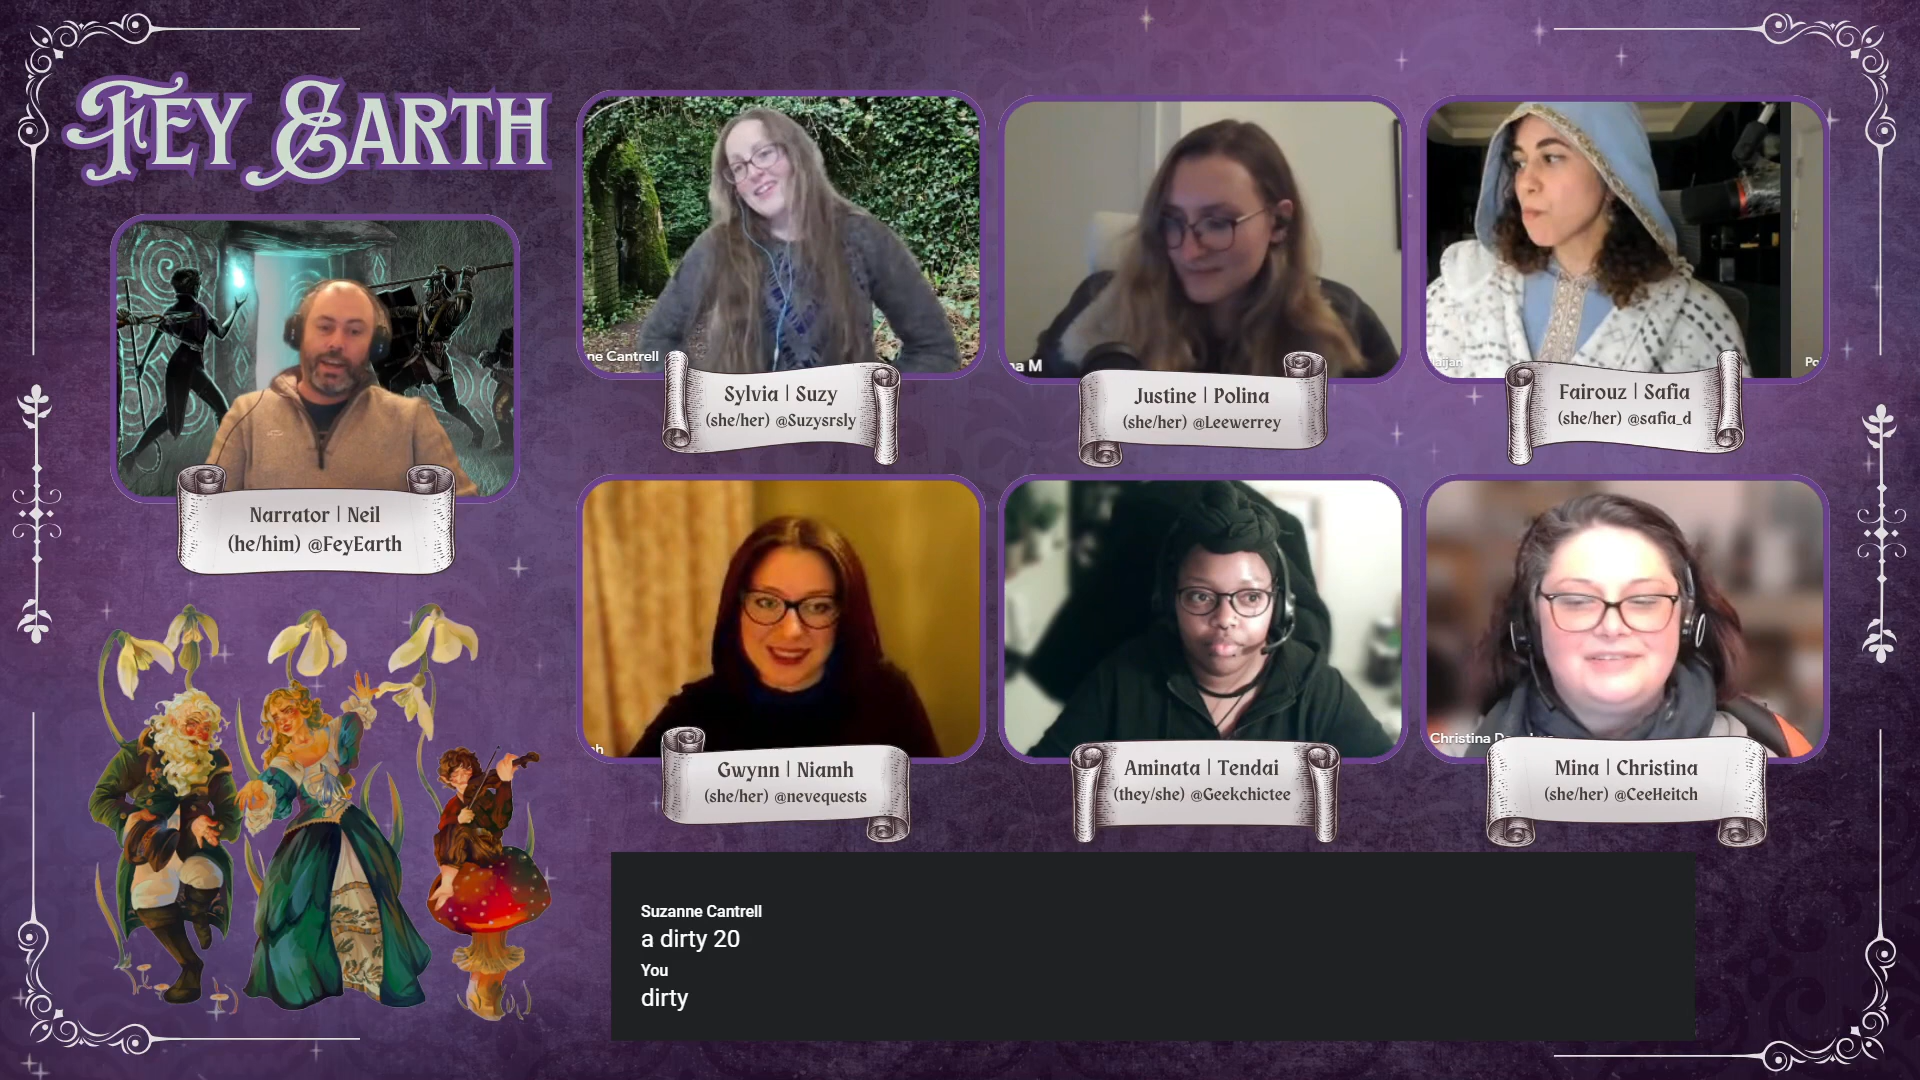 FEY EARTH
ne Cantrell
na M
Sylvia | Suzy
(she/her) @Suzysrsly
Justine | Polina
(she/her) @Leewerrey
Fairouz | Safia
(she/her) @safia_d
Narrator | Neil
(he/him) @FeyEarth
Christina
Gwynn | Niamh
(she/her) @nevequests
Aminata | Tendai
(they/she) @Geekchictee
Mina | Christina
(she/her) @CeeHeitch
Suzanne Cantrell
a dirty 20
You
dirty